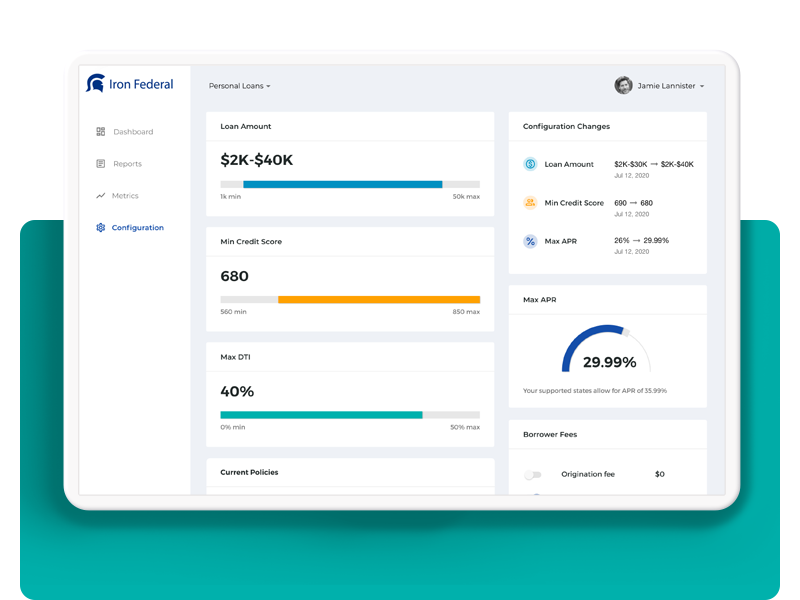 Iron Federal
Personal Loans
Jamie Lannister
Dashboard
Reports
Metrics
Configuration
Loan Amount
$2K-$40K
1k min
50k max
Min Credit Score
680
560 min
850 max
Max DTI
40%
0% min
50% max
Current Policies
Configuration Changes
Loan Amount
$2K-$30K → $2K-$40K
Jul 12, 2020
Min Credit Score
690 → 680
Jul 12, 2020
%
Max APR
26% → 29.99%
Jul 12, 2020
Max APR
29.99%
Your supported states allow for APR of 35.99%
Borrower Fees
Origination fee
$0